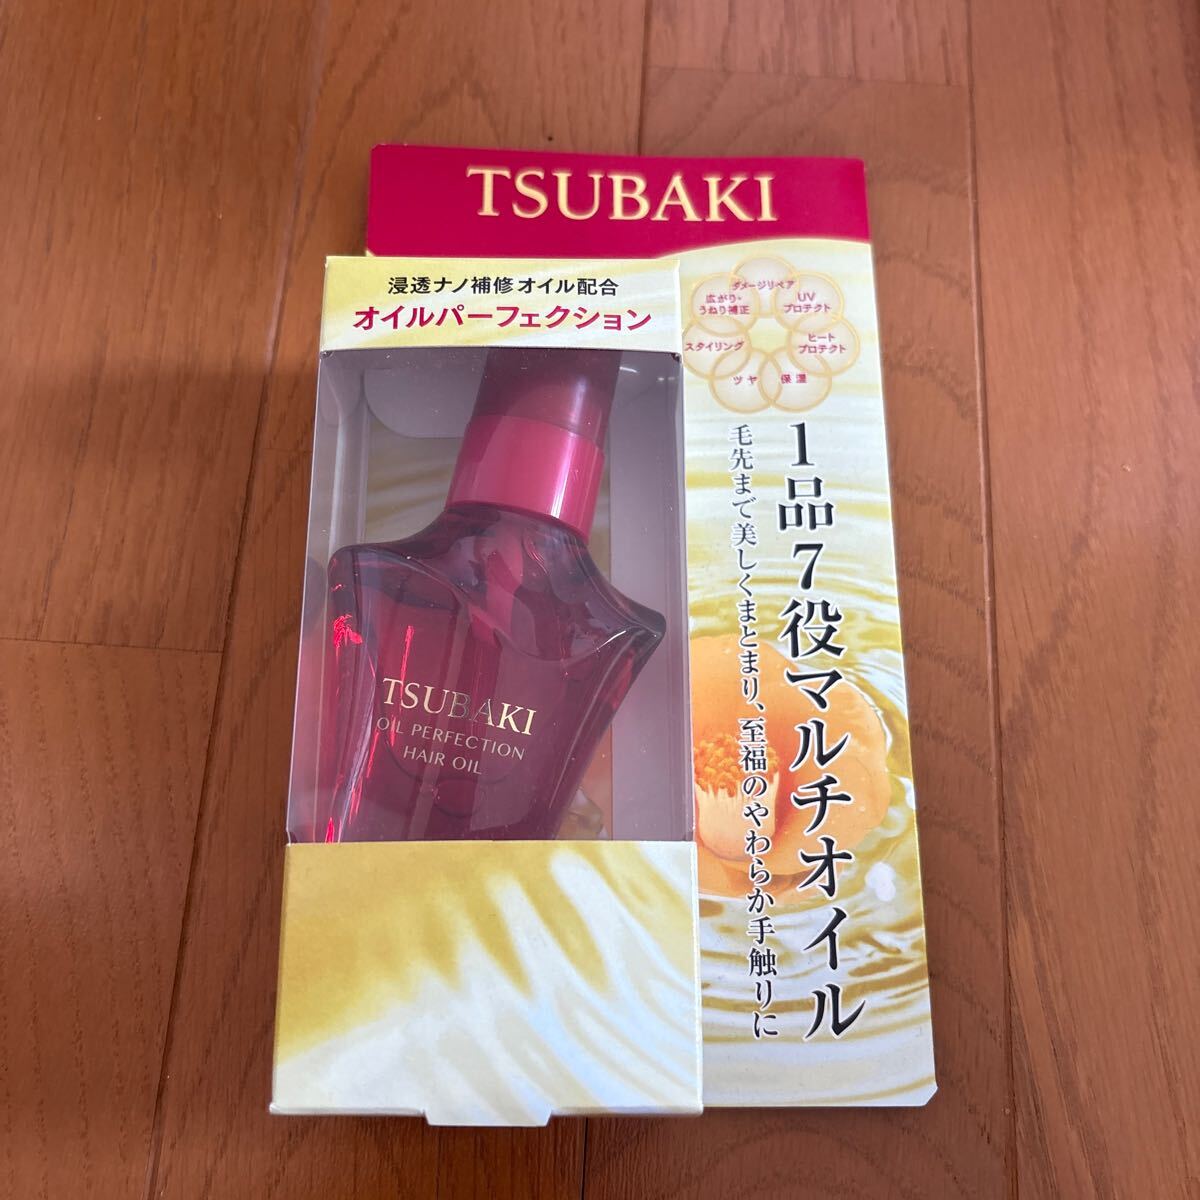 TSUBAKI
浸透ナノ補修オイル配合
オイルパーフェクション
ダメージリペア
UV
プロテクト
ヒート
プロテクト
保湿
ツヤ
スタイリング
広がり・
うねり補正
1品7役マルチオイル
毛先まで美しくまとまり、至福のやわらか手触りに
TSUBAKI
OIL PERFECTION
HAIR OIL